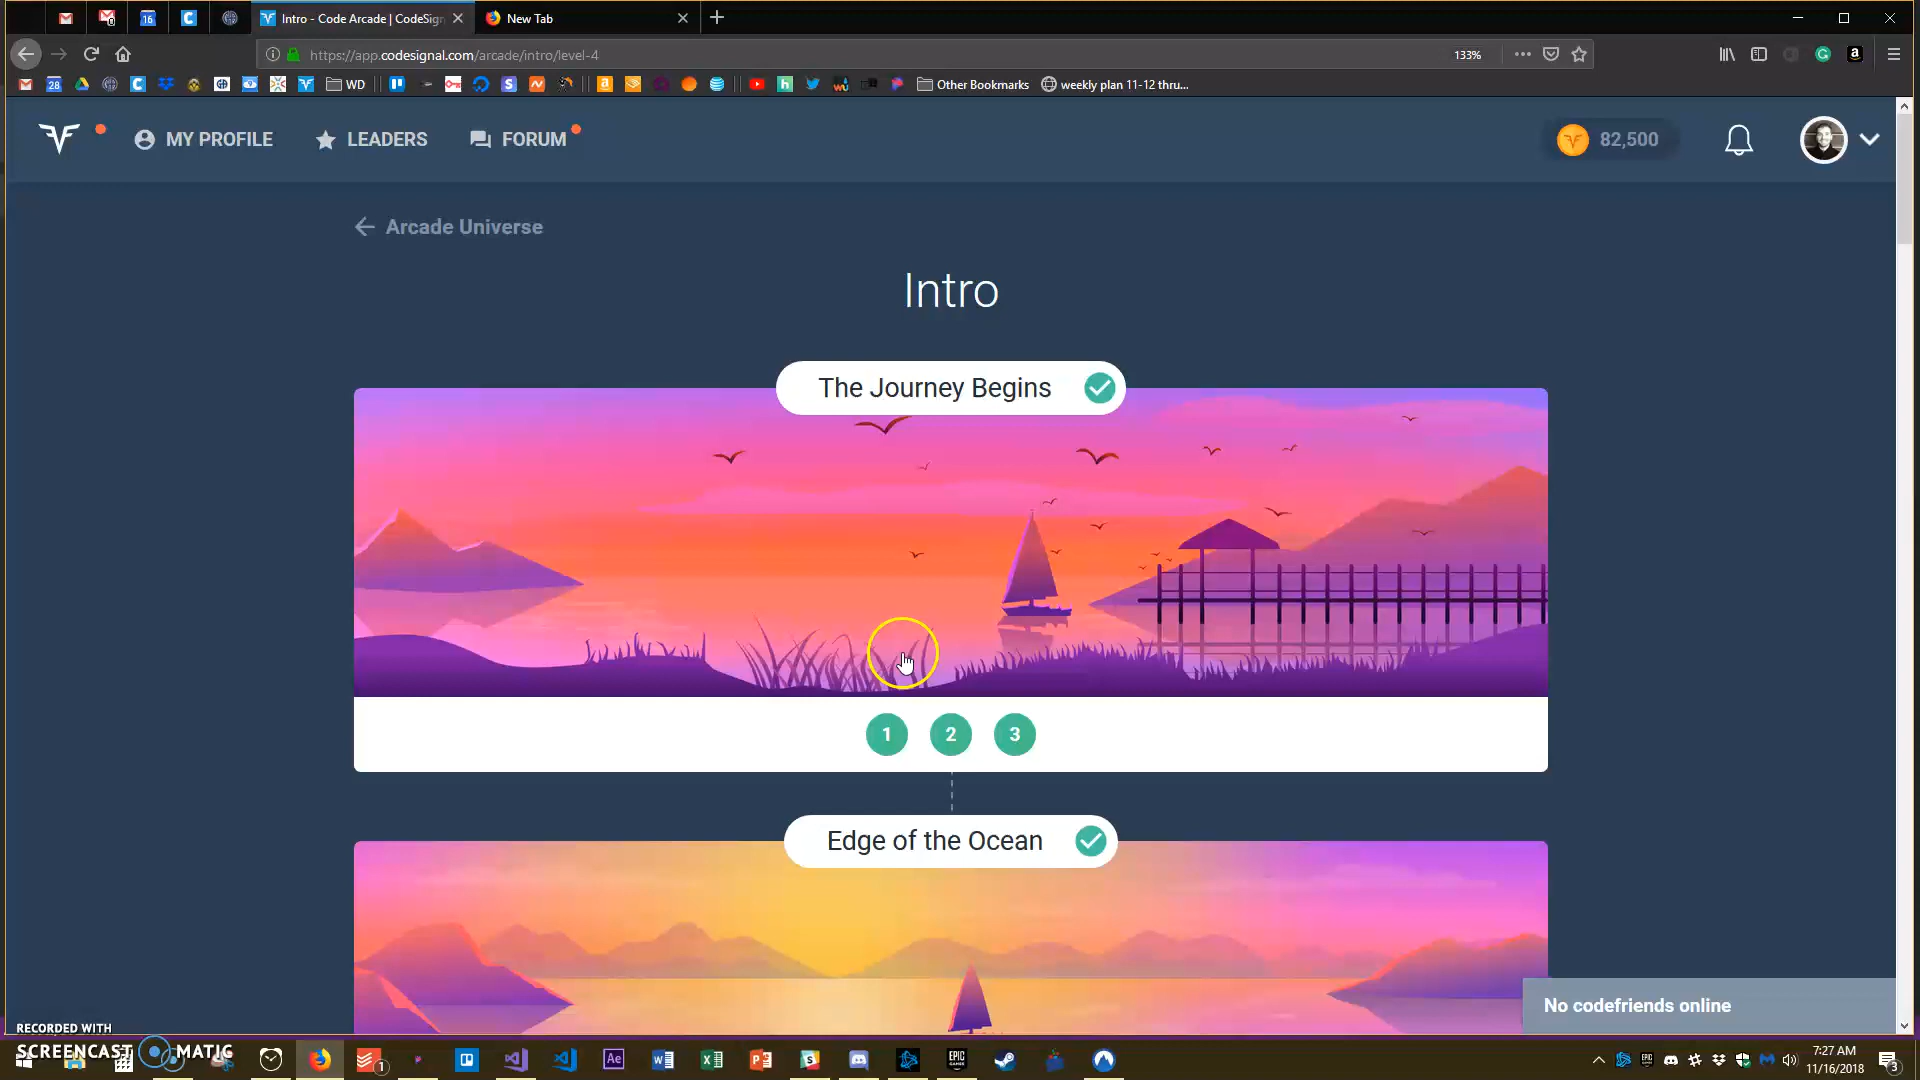 Intro - Code Arcade | CodeSign
New Tab
https://app.codesignal.com/arcade/intro/level-4
133%
WD
Other Bookmarks
weekly plan 11-12 thru...
MY PROFILE
LEADERS
FORUM
82,500
Arcade Universe
Intro
The Journey Begins
1
2
3
Edge of the Ocean
No codefriends online
RECORDED WITH
SCREENCAST MATIC
7:27 AM
11/16/2018